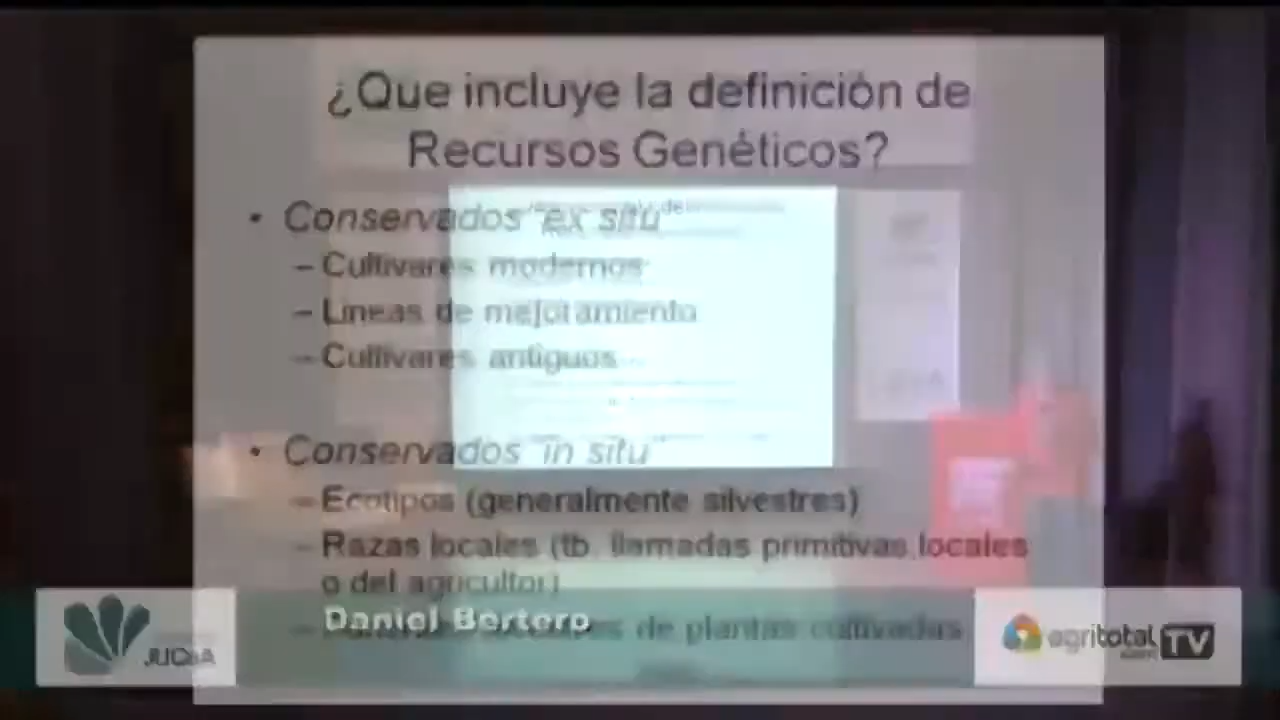 ¿Que incluye la definición de
Recursos Genéticos?
• Conservados "ex situ"
– Cultivares modernos
– Lineas de mejoramiento
– Cultivares antiguos
• Conservados "in situ"
– Ecotipos (generalmente silvestres)
– Razas locales (tb. llamadas primitivas, locales
o del agricultor)
Daniel Bertero
– de plantas cultivadas
agritotal
TV